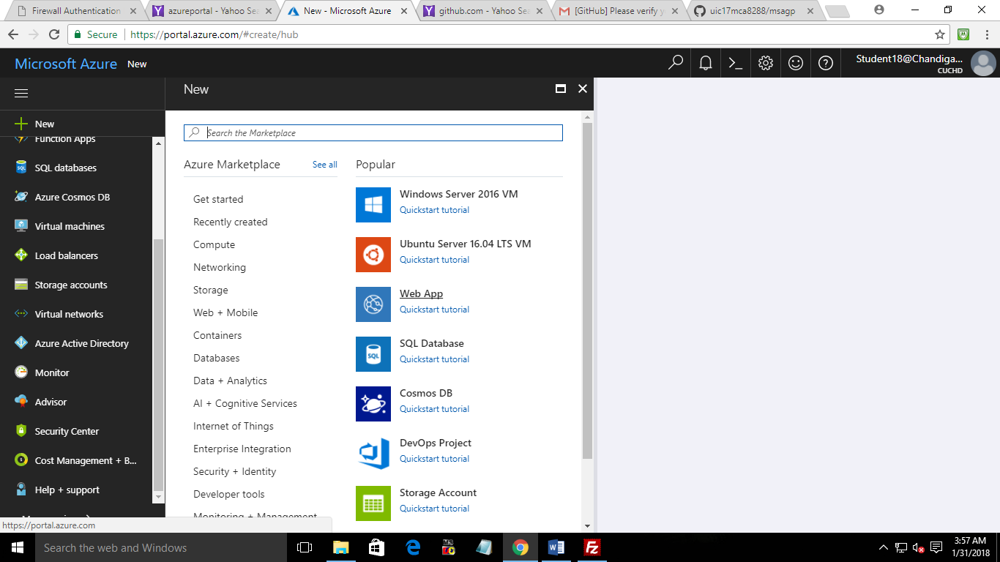 Firewall Authentication
azureportal - Yahoo Sea
New - Microsoft Azure
github.com - Yahoo Sea
[GitHub] Please verify y
uic17mca8288/msagp
Secure
https://portal.azure.com/#create/hub
Microsoft Azure New
Student18@Chandiga...
CUCHD
New
Function Apps
SQL databases
Azure Cosmos DB
Virtual machines
Load balancers
Storage accounts
Virtual networks
Azure Active Directory
Monitor
Advisor
Security Center
Cost Management + B...
Help + support
https://portal.azure.com
New
Search the Marketplace
Azure Marketplace
See all
Get started
Recently created
Compute
Networking
Storage
Web + Mobile
Containers
Databases
Data + Analytics
AI + Cognitive Services
Internet of Things
Enterprise Integration
Security + Identity
Developer tools
Monitoring + Management
Popular
Windows Server 2016 VM
Quickstart tutorial
Ubuntu Server 16.04 LTS VM
Quickstart tutorial
Web App
Quickstart tutorial
SQL Database
Quickstart tutorial
Cosmos DB
Quickstart tutorial
DevOps Project
Quickstart tutorial
Storage Account
Quickstart tutorial
Search the web and Windows
3:57 AM
1/31/2018